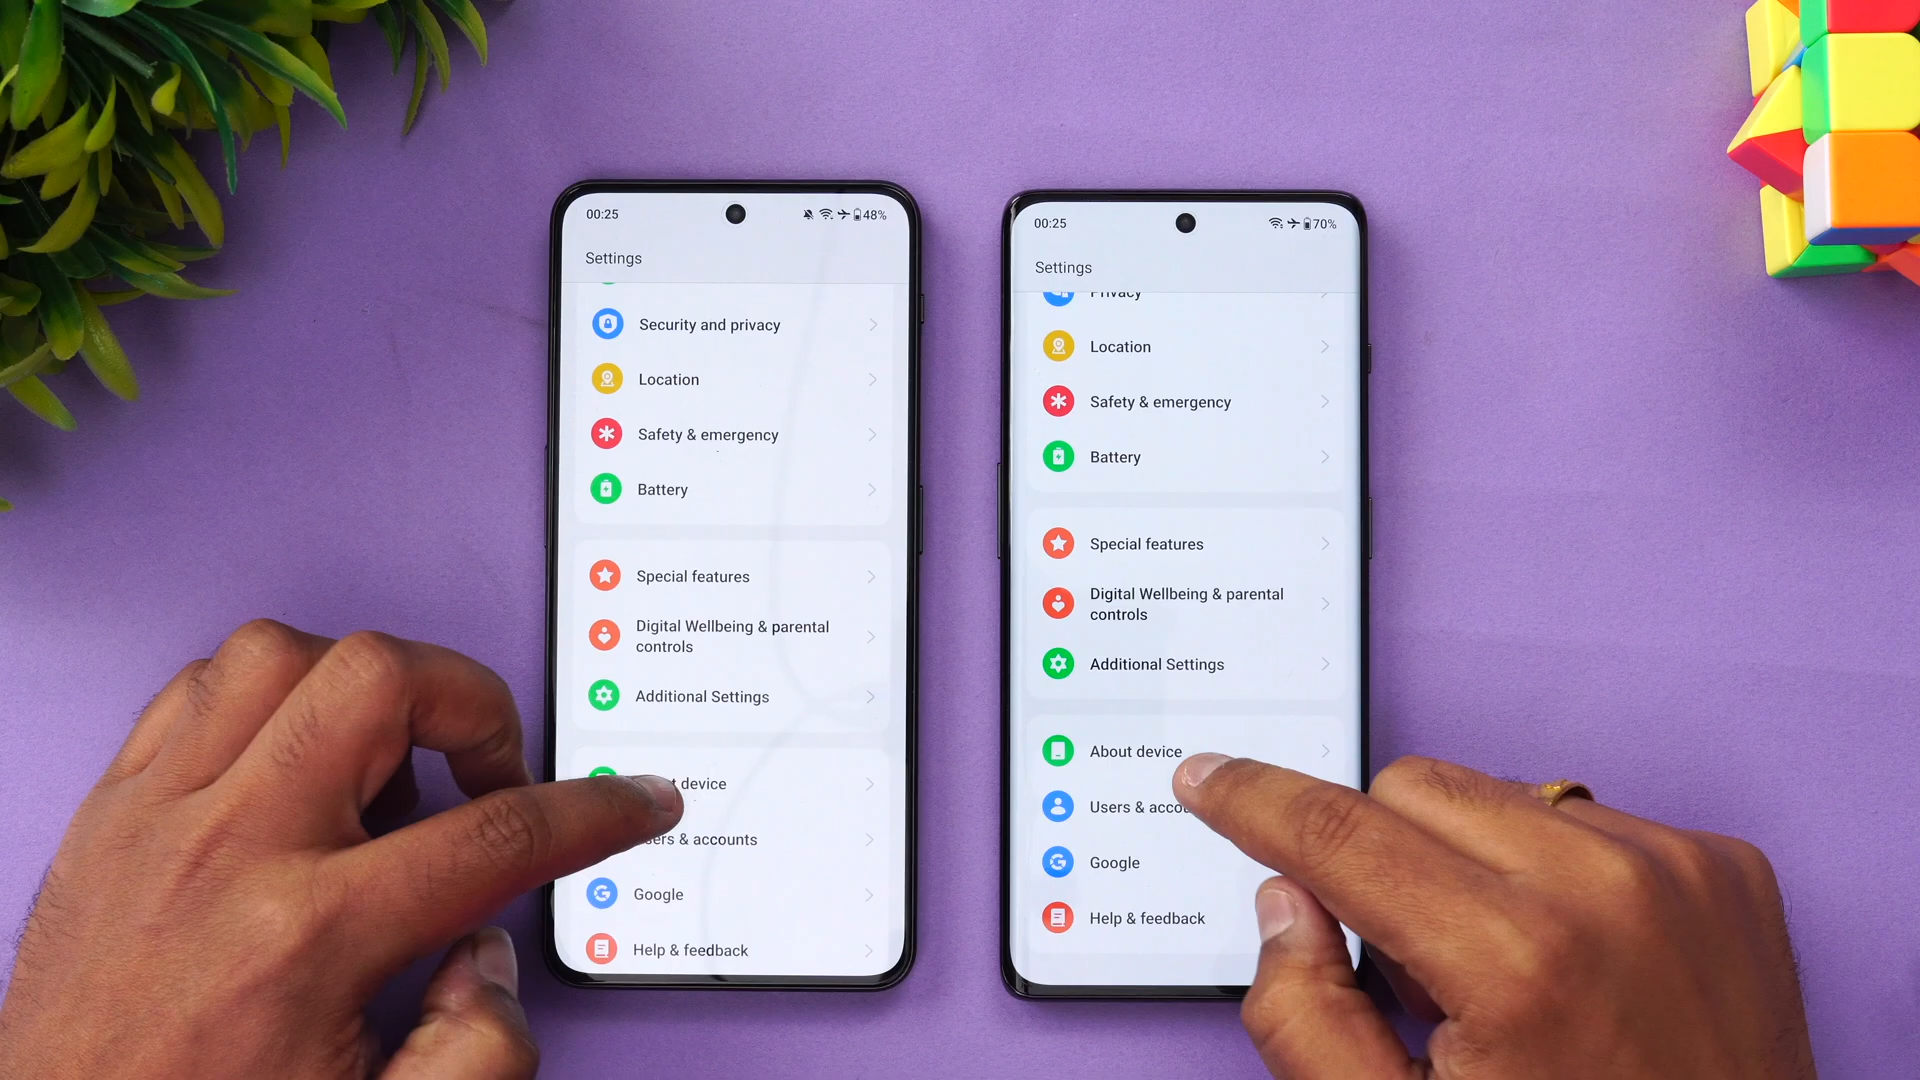 00:25
48%
Settings
Security and privacy
Location
Safety & emergency
Battery
Special features
Digital Wellbeing & parental
controls
Additional Settings
device
& accounts
Google
Help & feedback
00:25
70%
Settings
Privacy
Location
Safety & emergency
Battery
Special features
Digital Wellbeing & parental
controls
Additional Settings
About device
Users &
Google
Help & feedback